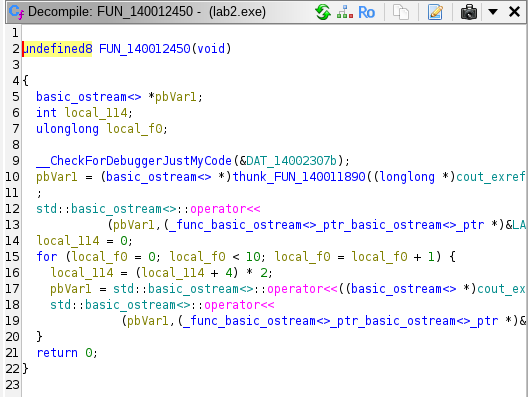 Decompile: FUN_140012450 - (lab2.exe)
Ro
1
2 undefined8 FUN_140012450(void)
3
4 {
5 basic_ostream<> *pbVar1;
6 int local_114;
7 ulonglong local_f0;
8
9 __CheckForDebuggerJustMyCode(&DAT_14002307b);
10 pbVar1 = (basic_ostream<> *)thunk_FUN_140011890((longlong *)cout_exref
11 ;
12 std::basic_ostream<>::operator<<
13 (pbVar1,(_func_basic_ostream<>_ptr_basic_ostream<>_ptr *)&LA
14 local_114 = 0;
15 for (local_f0 = 0; local_f0 < 10; local_f0 = local_f0 + 1) {
16 local_114 = (local_114 + 4) * 2;
17 pbVar1 = std::basic_ostream<>::operator<<((basic_ostream<> *)cout_ex
18 std::basic_ostream<>::operator<<
19 (pbVar1,(_func_basic_ostream<>_ptr_basic_ostream<>_ptr *)&
20 }
21 return 0;
22 }
23